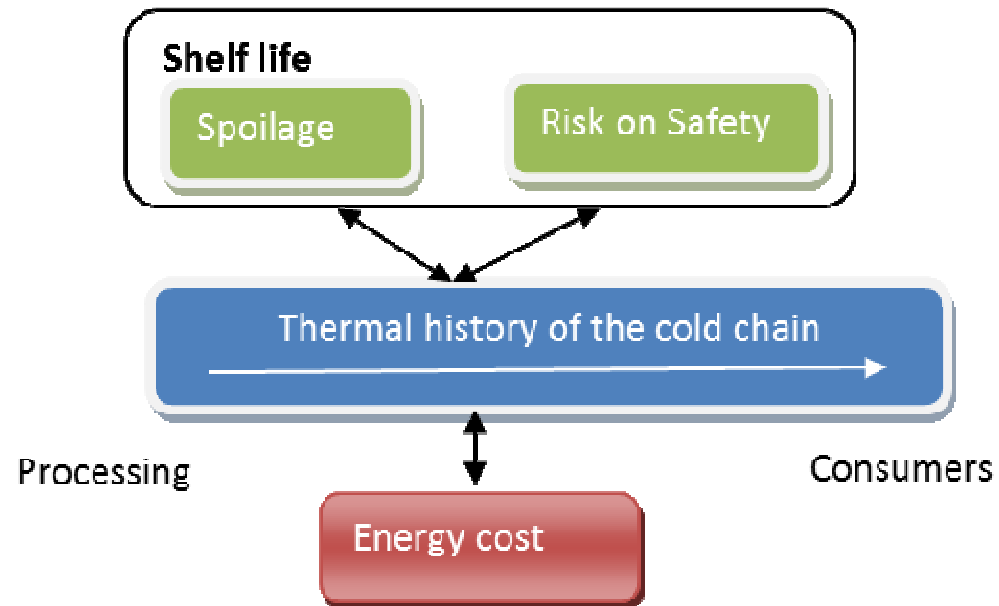 Shelf life
Spoilage
Risk on Safety
Thermal history of the cold chain
Processing
Consumers
Energy cost